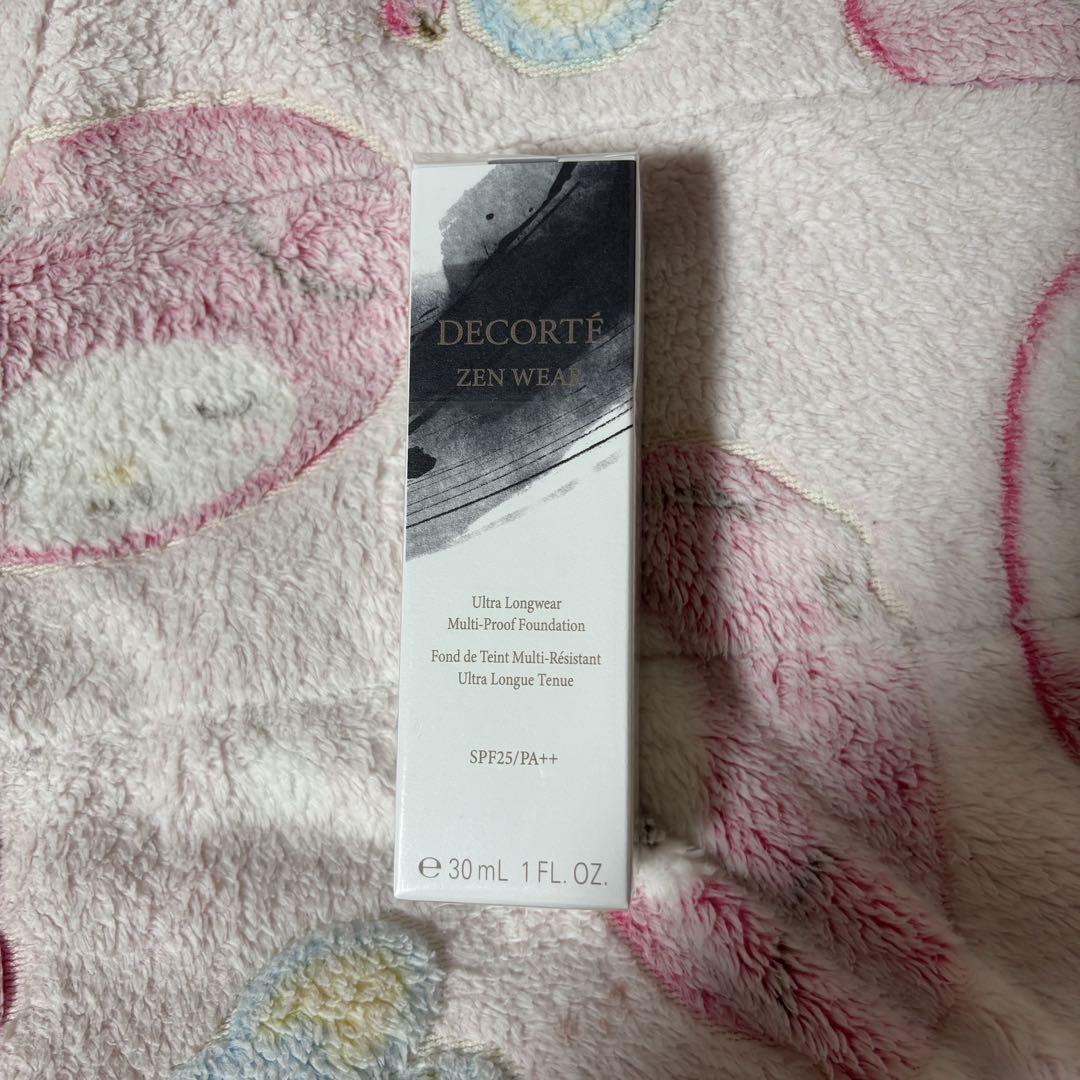 DECORTÉ
ZEN WEAR
Ultra Longwear
Multi-Proof Foundation
Fond de Teint Multi-Résistant
Ultra Longue Tenue
SPF25/PA++
℮ 30 mL 1 FL. OZ.